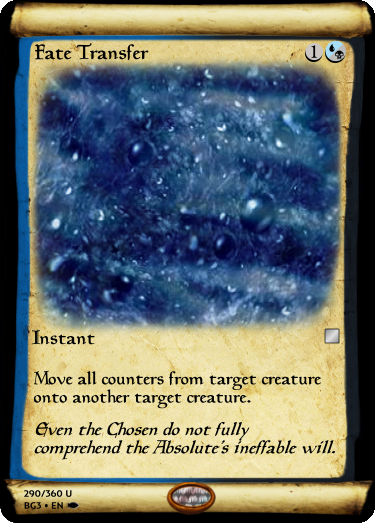 Fate Transfer 1
Instant
Move all counters from target creature
onto another target creature.
Even the Chosen do not fully
comprehend the Absolute's ineffable will.
290/360 U
BG3 • EN